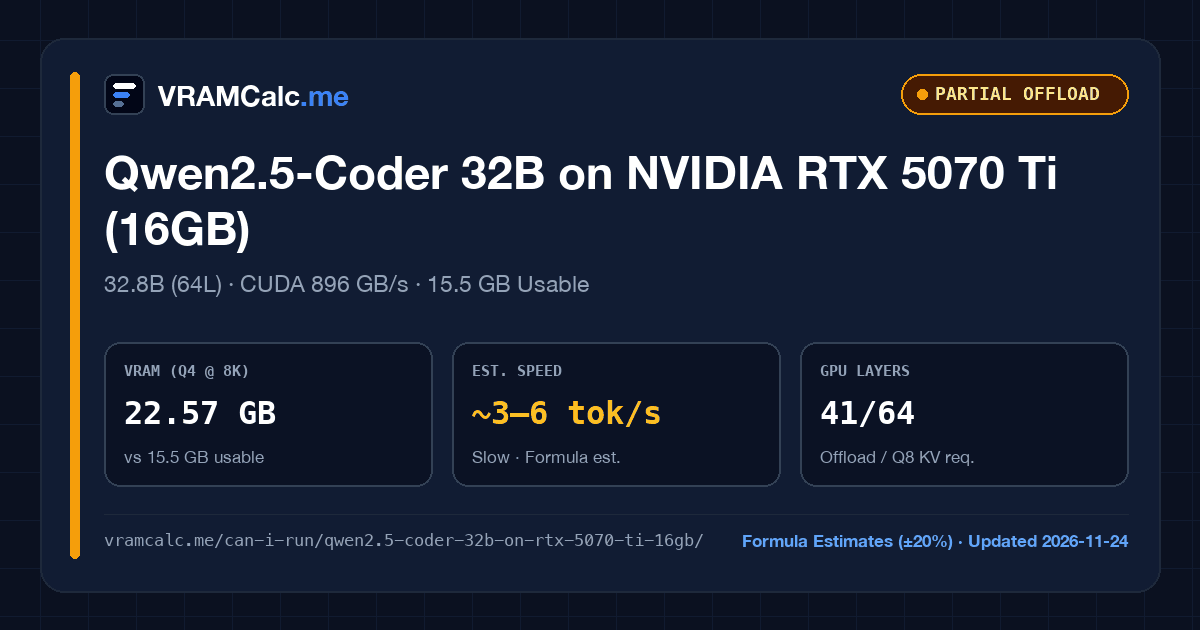 VRAMCalc.me
PARTIAL OFFLOAD
Qwen2.5-Coder 32B on NVIDIA RTX 5070 Ti
(16GB)
32.8B (64L) · CUDA 896 GB/s · 15.5 GB Usable
VRAM (Q4 @ 8K)
22.57 GB
vs 15.5 GB usable
EST. SPEED
~3–6 tok/s
Slow · Formula est.
GPU LAYERS
41/64
Offload / Q8 KV req.
vramcalc.me/can-i-run/qwen2.5-coder-32b-on-rtx-5070-ti-16gb/
Formula Estimates (±20%) · Updated 2026-11-24